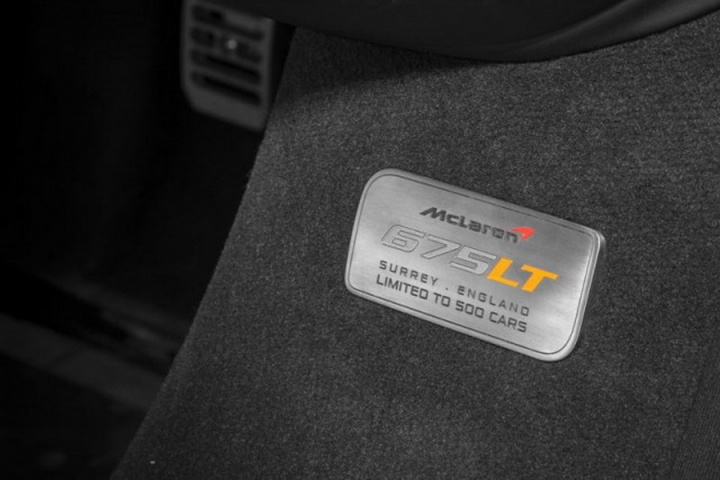 McLaren
675LT
SURREY . ENGLAND
LIMITED TO 500 CARS